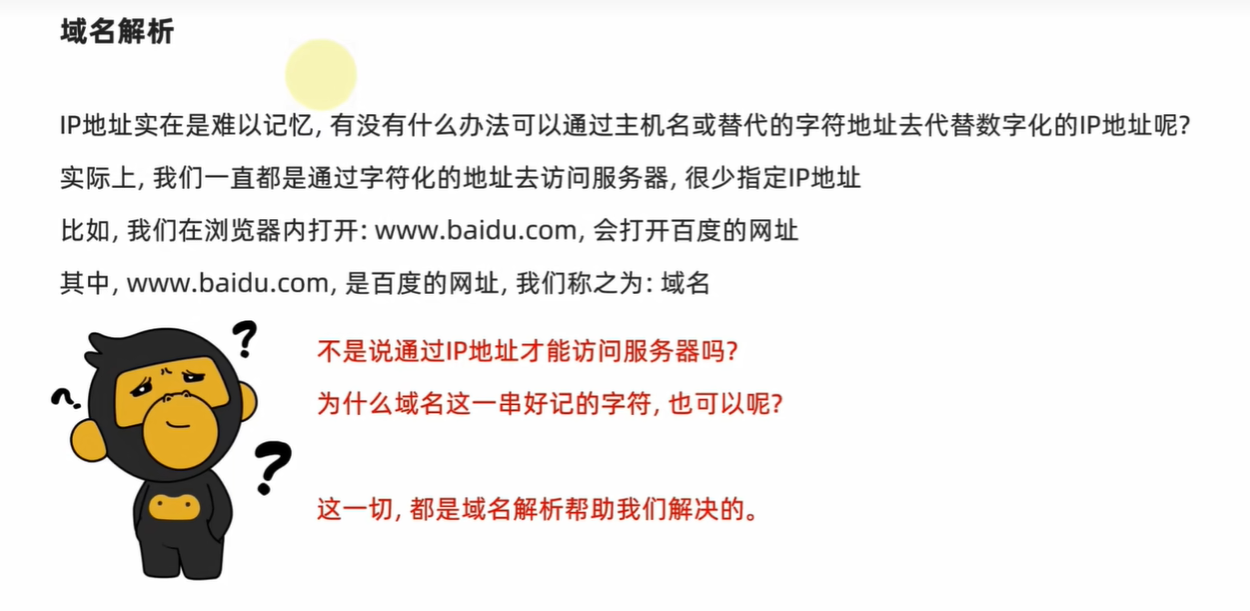 域名解析
IP地址实在是难以记忆, 有没有什么办法可以通过主机名或替代的字符地址去代替数字化的IP地址呢?
实际上, 我们一直都是通过字符化的地址去访问服务器, 很少指定IP地址
比如, 我们在浏览器内打开: www.baidu.com, 会打开百度的网址
其中, www.baidu.com, 是百度的网址, 我们称之为: 域名
不是说通过IP地址才能访问服务器吗?
为什么域名这一串好记的字符, 也可以呢?
这一切, 都是域名解析帮助我们解决的。